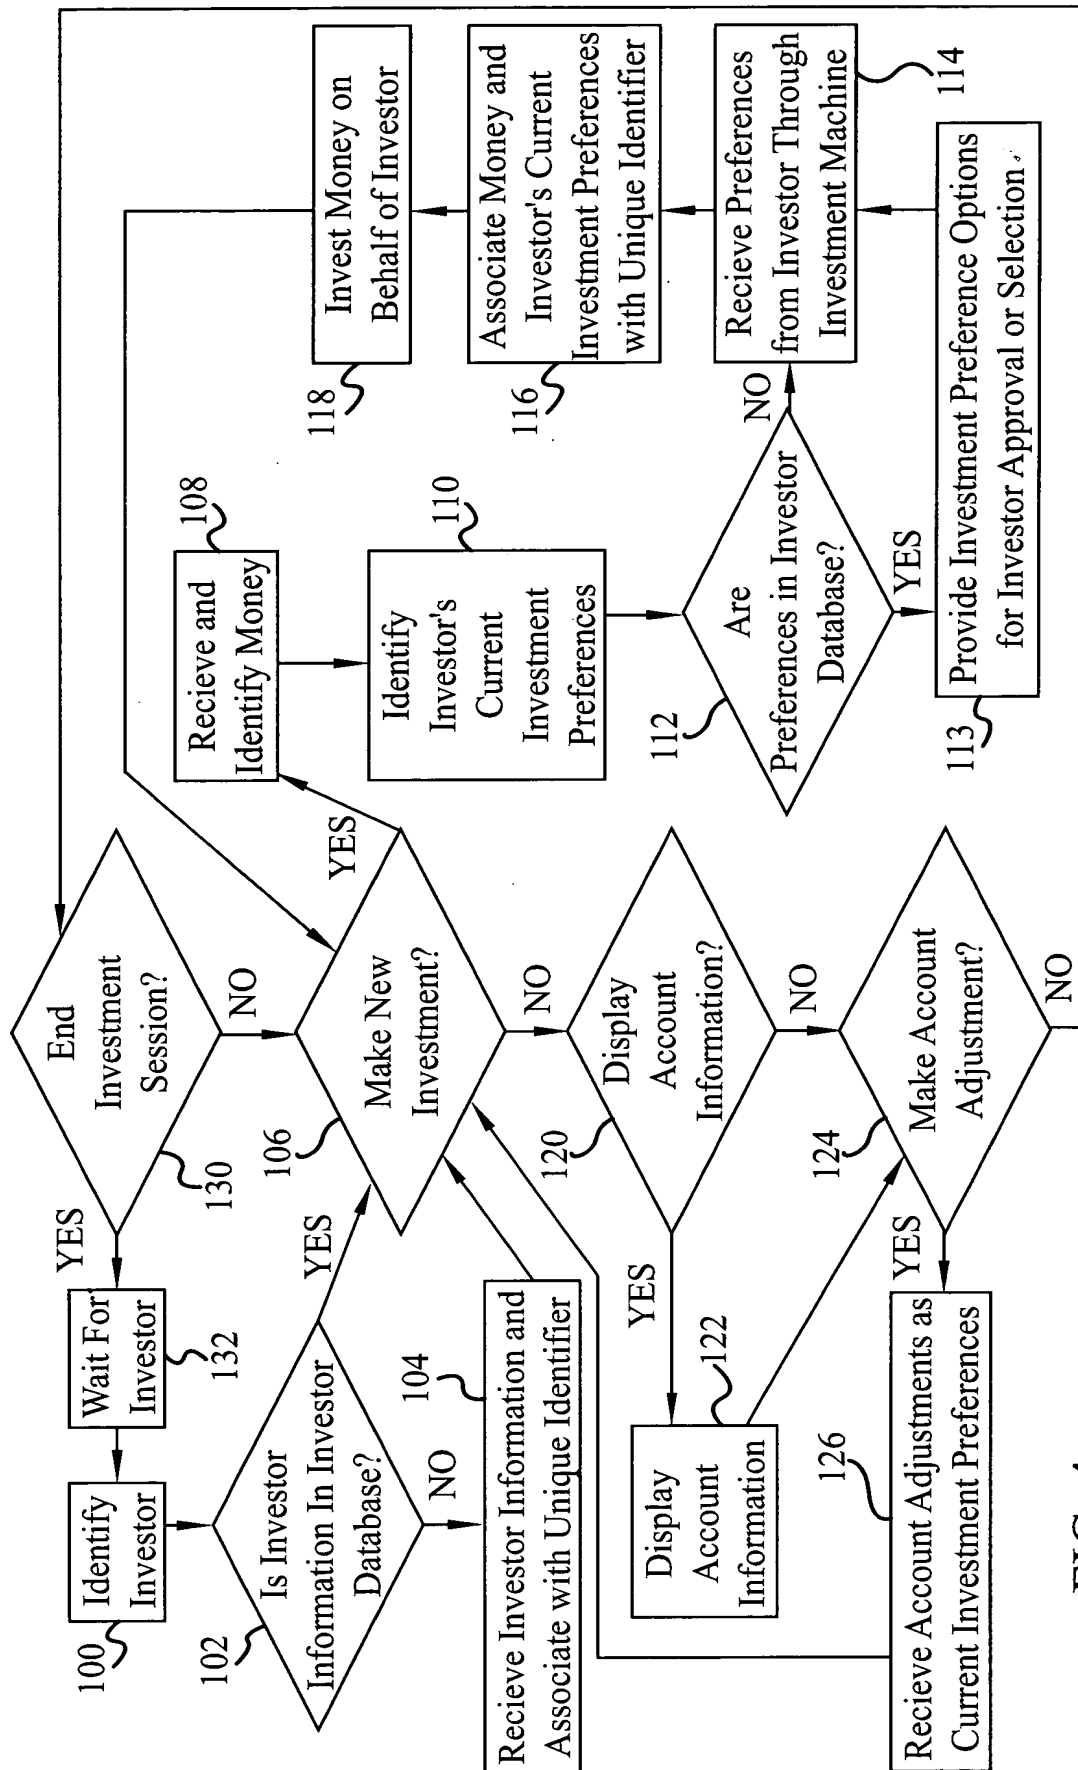 100
Identify
Investor
Wait For
Investor
132
YES
End
Investment
Session?
130
NO
102
Is Investor
Information In Investor
Database?
YES
NO
104
Recieve Investor Information and
Associate with Unique Identifier
106
Make New
Investment?
YES
NO
108
Recieve and
Identify Money
110
Identify
Investor's
Current
Investment
Preferences
112
Are
Preferences in Investor
Database?
NO
YES
113
Provide Investment Preference Options
for Investor Approval or Selection
114
Recieve Preferences
from Investor Through
Investment Machine
116
Associate Money and
Investor's Current
Investment Preferences
with Unique Identifier
118
Invest Money on
Behalf of Investor
120
Display
Account
Information?
YES
NO
122
Display
Account
Information
124
Make Account
Adjustment?
YES
NO
126
Recieve Account Adjustments as
Current Investment Preferences